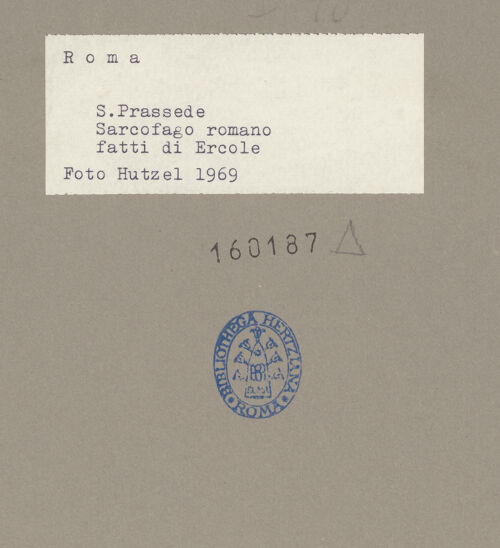 R o m a
S.Prassede
Sarcofago romano
fatti di Ercole
Foto Hutzel 1969
160187
BIBLIOTHECA HERTZIANA
ROMA